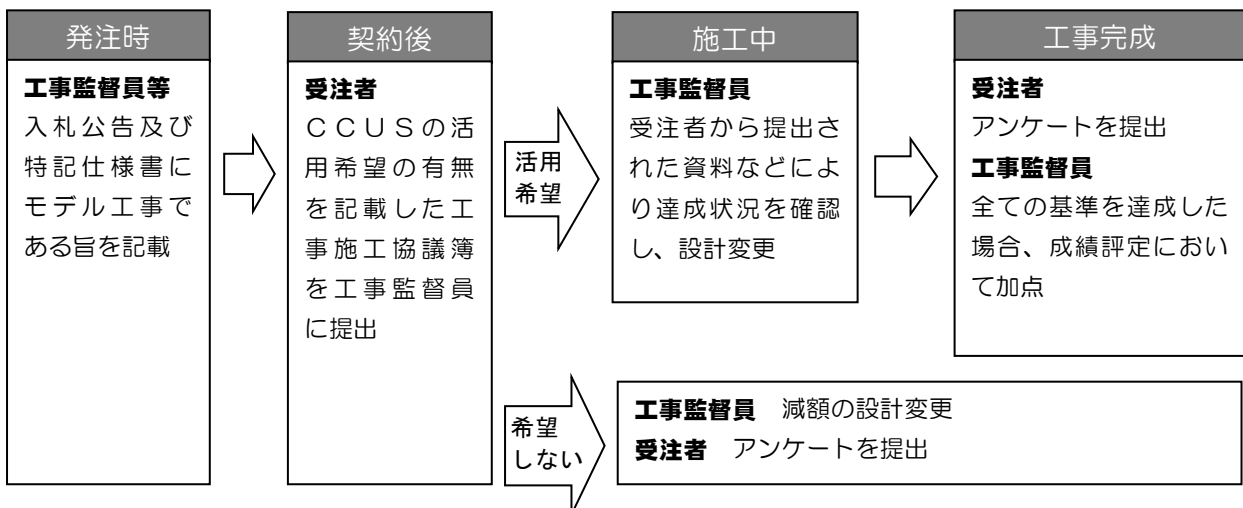 発注時
工事監督員等
入札公告及び
特記仕様書に
モデル工事で
ある旨を記載
契約後
受注者
ＣＣＵＳの活
用希望の有無
を記載した工
事施工協議簿
を工事監督員
に提出
活用
希望
施工中
工事監督員
受注者から提出さ
れた資料などによ
り達成状況を確認
し、設計変更
工事完成
受注者
アンケートを提出
工事監督員
全ての基準を達成した
場合、成績評定におい
て加点
希望
しない
工事監督員　減額の設計変更
受注者　アンケートを提出